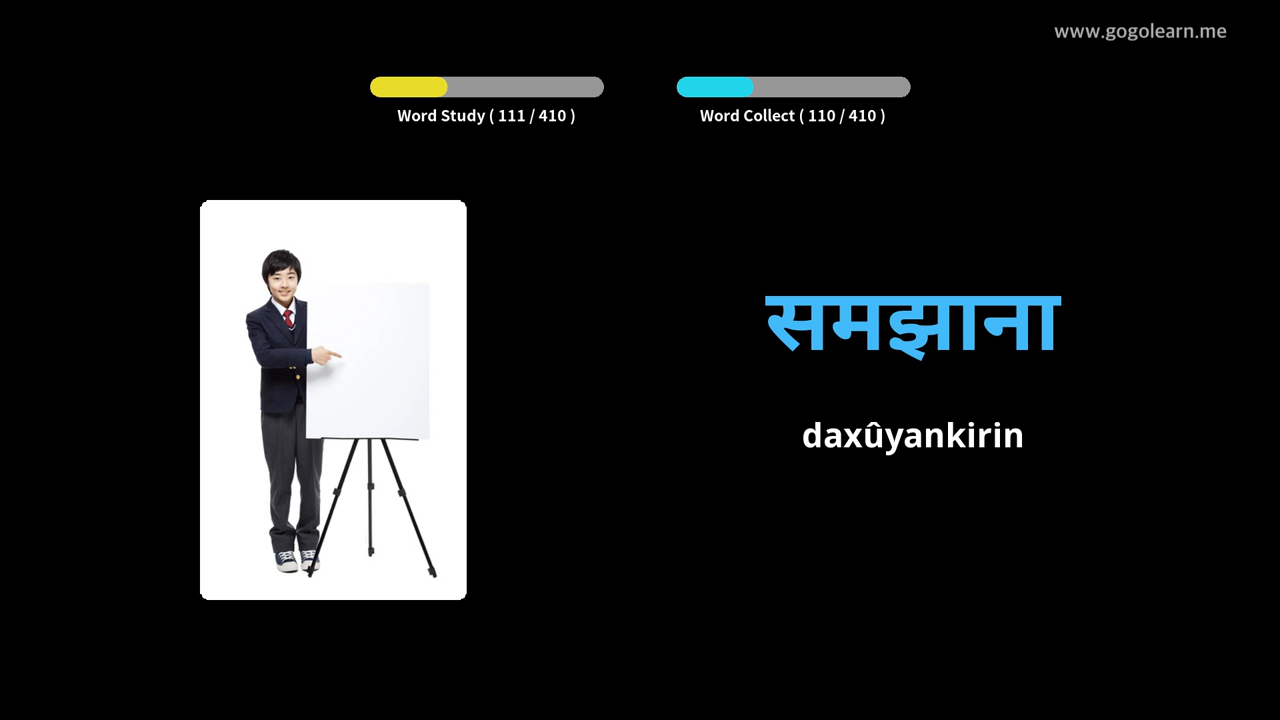 www.gogolearn.me
Word Study ( 111 / 410 )
Word Collect ( 110 / 410 )
समझाना
daxûyankirin